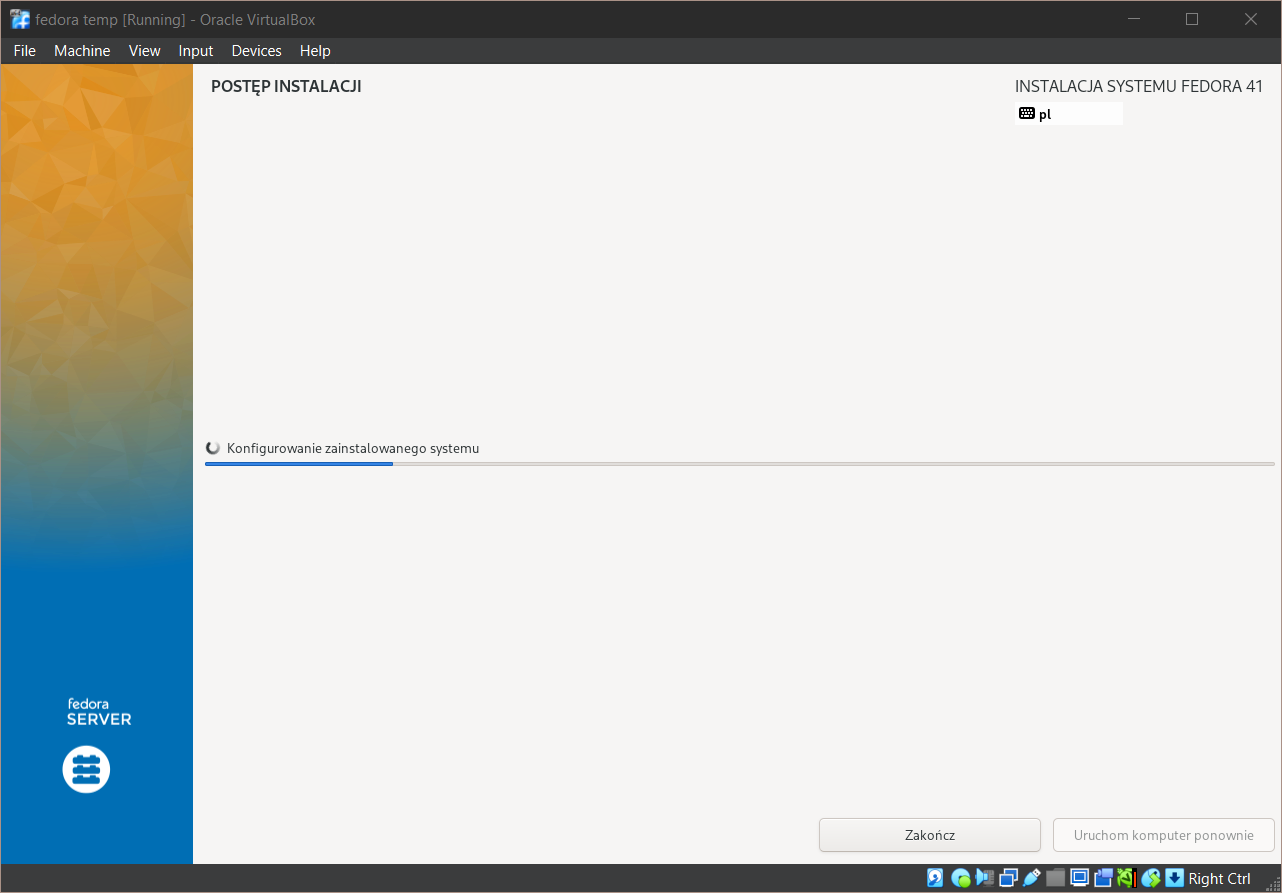 fedora temp [Running] - Oracle VirtualBox
File Machine View Input Devices Help
POSTĘP INSTALACJI
INSTALACJA SYSTEMU FEDORA 41
pl
Konfigurowanie zainstalowanego systemu
fedora
SERVER
Zakończ
Uruchom komputer ponownie
Right Ctrl